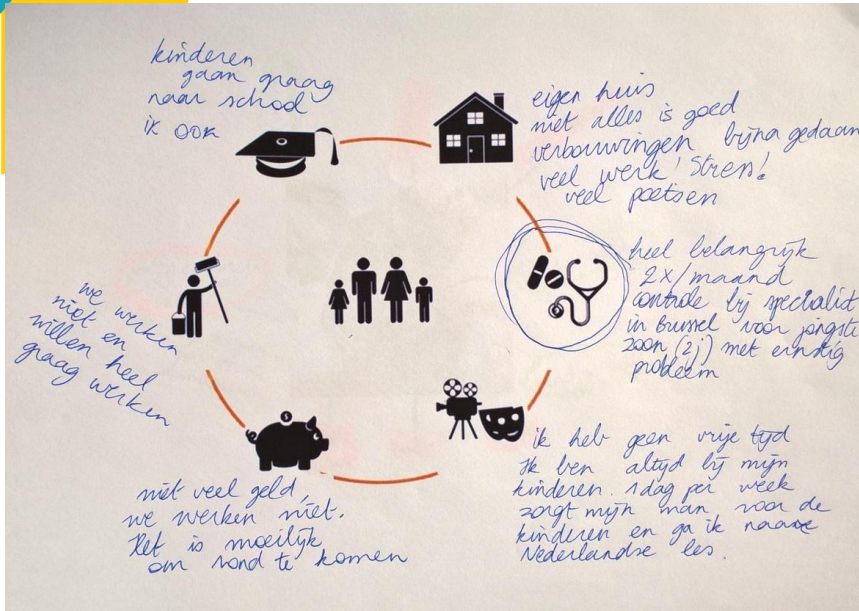 kinderen
gaan graag
naar school
ik ook
eigen huis
niet alles is goed
verbouwingen bijna gedaan
veel werk! Stress!
veel poetsen
heel belangrijk
2x/maand
controle bij specialist
in Brussel voor jongste
zoon (2j) met ernstig
probleem
we werken
niet en
willen heel
graag werken
niet veel geld,
we werken niet.
Het is moeilijk
om rond te komen
ik heb geen vrije tijd
Ik ben altijd bij mijn
kinderen. 1 dag per week
zorgt mijn man voor de
kinderen en ga ik naar
Nederlandse les.